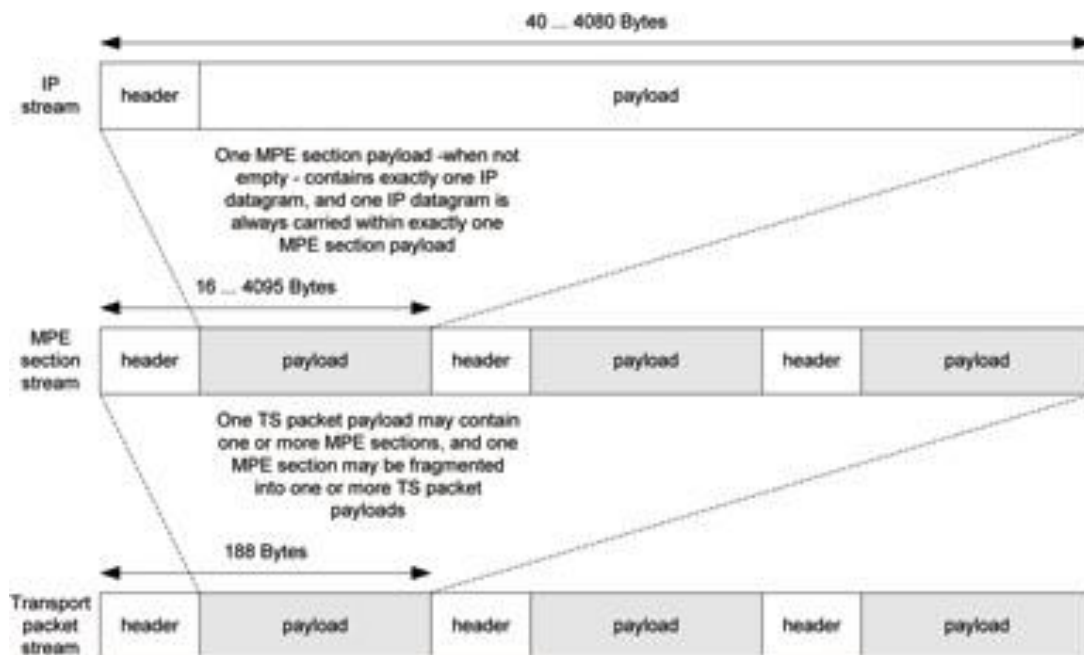 40 ... 4080 Bytes
IP
stream
header
payload
One MPE section payload -when not
empty - contains exactly one IP
datagram, and one IP datagram is
always carried within exactly one
MPE section payload
16 ... 4095 Bytes
MPE
section
stream
header
payload
header
payload
header
payload
One TS packet payload may contain
one or more MPE sections, and one
MPE section may be fragmented
into one or more TS packet
payloads
188 Bytes
Transport
packet
stream
header
payload
header
payload
header
payload